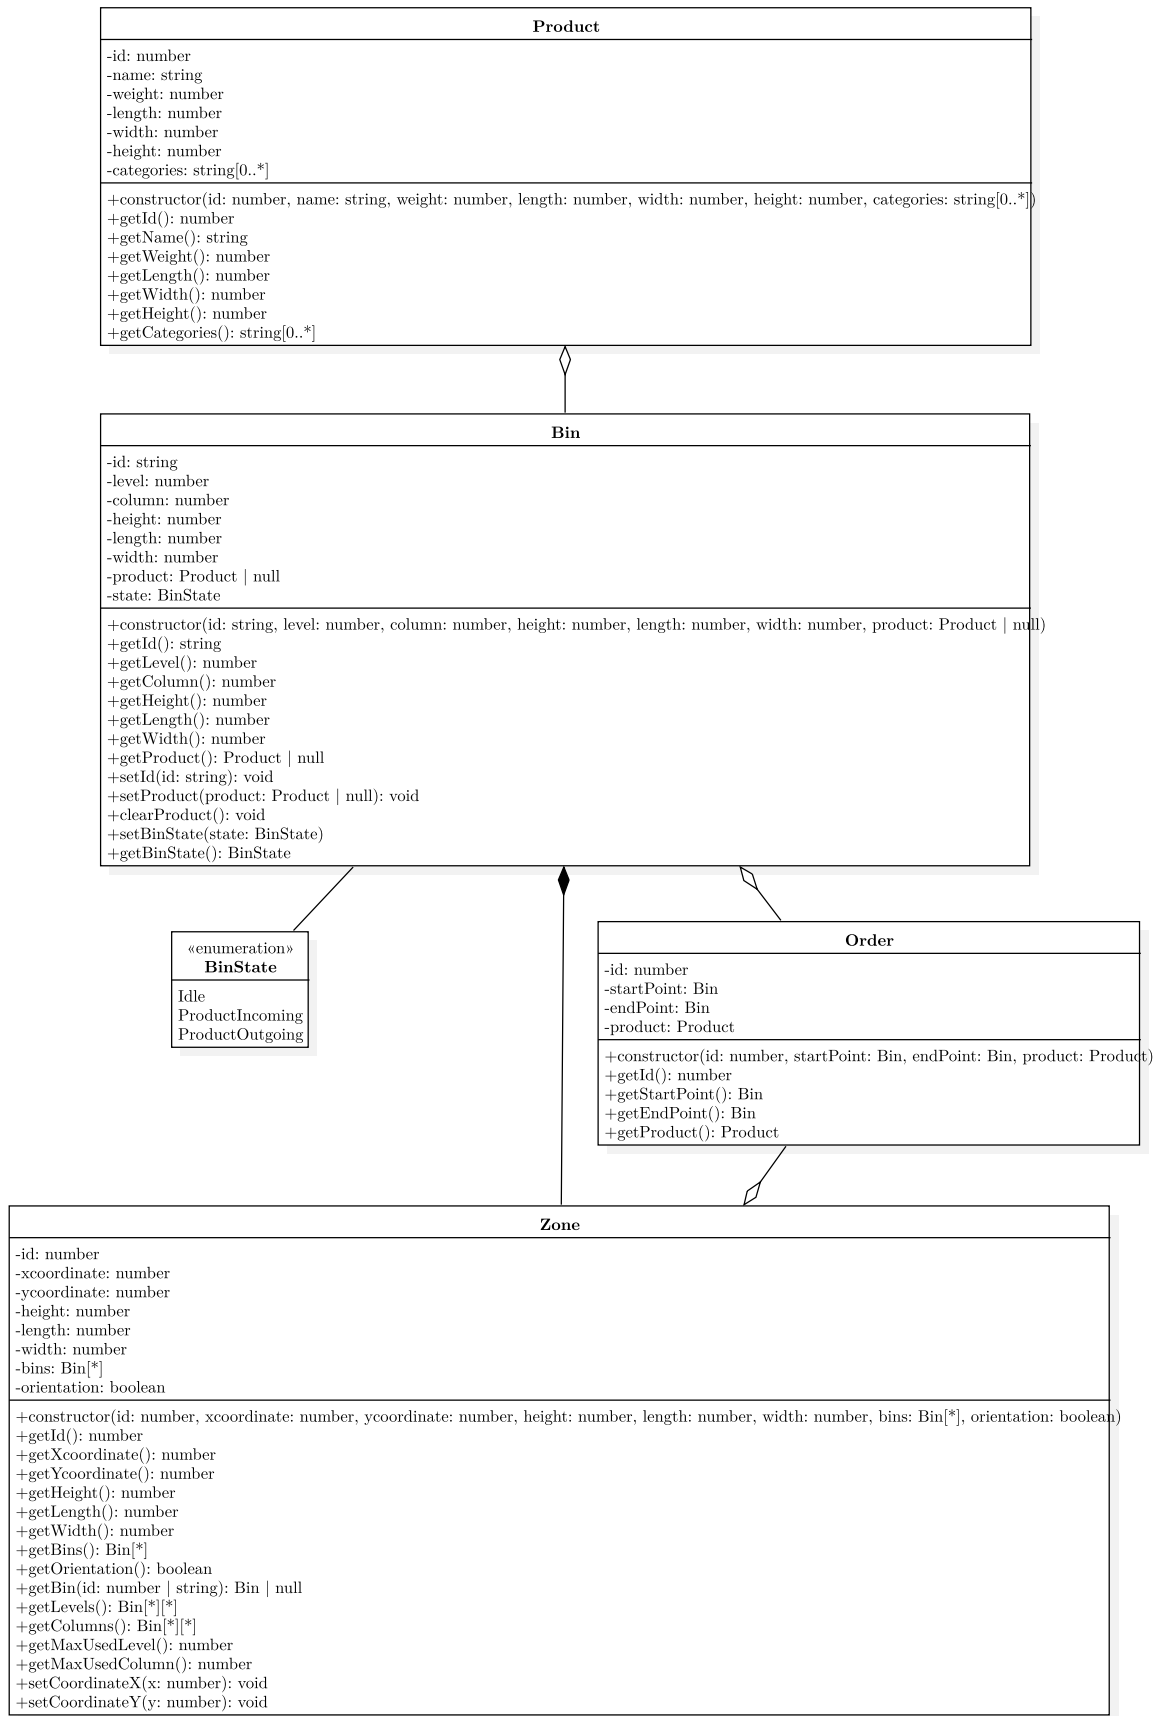 Product
-id: number
-name: string
-weight: number
-length: number
-width: number
-height: number
-categories: string[0..*]
+constructor(id: number, name: string, weight: number, length: number, width: number, height: number, categories: string[0..*])
+getId(): number
+getName(): string
+getWeight(): number
+getLength(): number
+getWidth(): number
+getHeight(): number
+getCategories(): string[0..*]
Bin
-id: string
-level: number
-column: number
-height: number
-length: number
-width: number
-product: Product | null
-state: BinState
+constructor(id: string, level: number, column: number, height: number, length: number, width: number, product: Product | null)
+getId(): string
+getLevel(): number
+getColumn(): number
+getHeight(): number
+getLength(): number
+getWidth(): number
+getProduct(): Product | null
+setId(id: string): void
+setProduct(product: Product | null): void
+clearProduct(): void
+setBinState(state: BinState)
+getBinState(): BinState
«enumeration»
BinState
Idle
ProductIncoming
ProductOutgoing
Order
-id: number
-startPoint: Bin
-endPoint: Bin
-product: Product
+constructor(id: number, startPoint: Bin, endPoint: Bin, product: Product)
+getId(): number
+getStartPoint(): Bin
+getEndPoint(): Bin
+getProduct(): Product
Zone
-id: number
-xcoordinate: number
-ycoordinate: number
-height: number
-length: number
-width: number
-bins: Bin[*]
-orientation: boolean
+constructor(id: number, xcoordinate: number, ycoordinate: number, height: number, length: number, width: number, bins: Bin[*], orientation: boolean)
+getId(): number
+getXcoordinate(): number
+getYcoordinate(): number
+getHeight(): number
+getLength(): number
+getWidth(): number
+getBins(): Bin[*]
+getOrientation(): boolean
+getBin(id: number | string): Bin | null
+getLevels(): Bin[*][*]
+getColumns(): Bin[*][*]
+getMaxUsedLevel(): number
+getMaxUsedColumn(): number
+setCoordinateX(x: number): void
+setCoordinateY(y: number): void